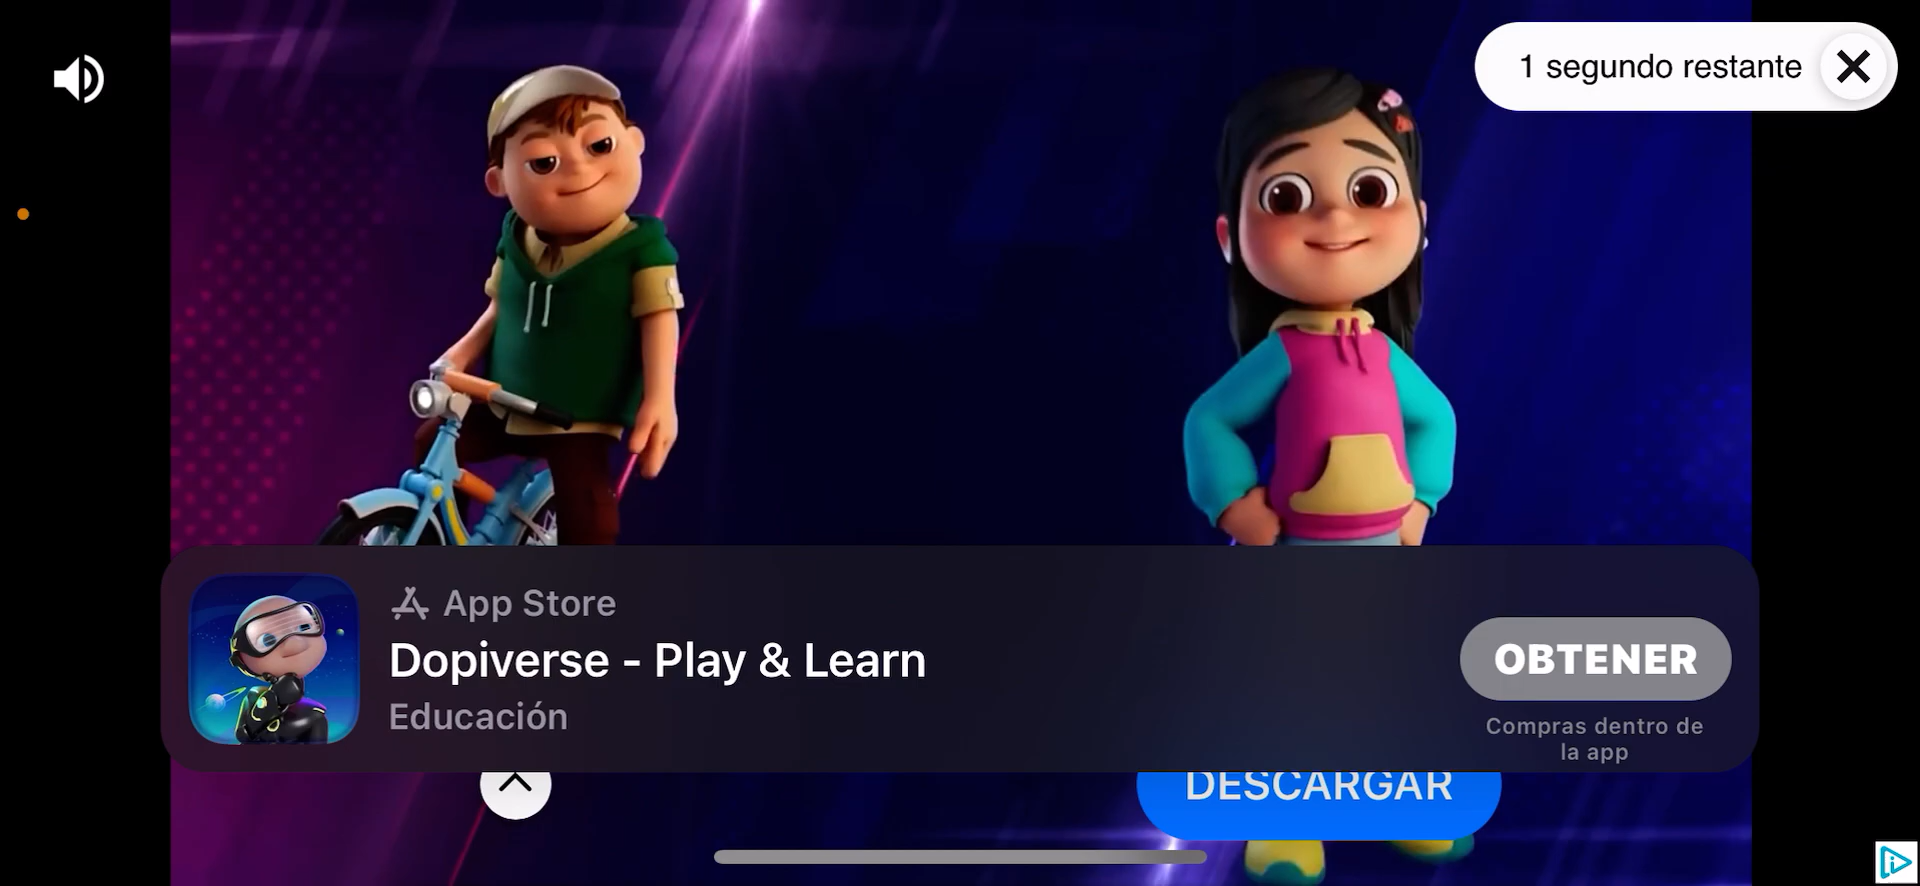 1 segundo restante
App Store
Dopiverse - Play & Learn
Educación
OBTENER
Compras dentro de
la app
DESCARGAR